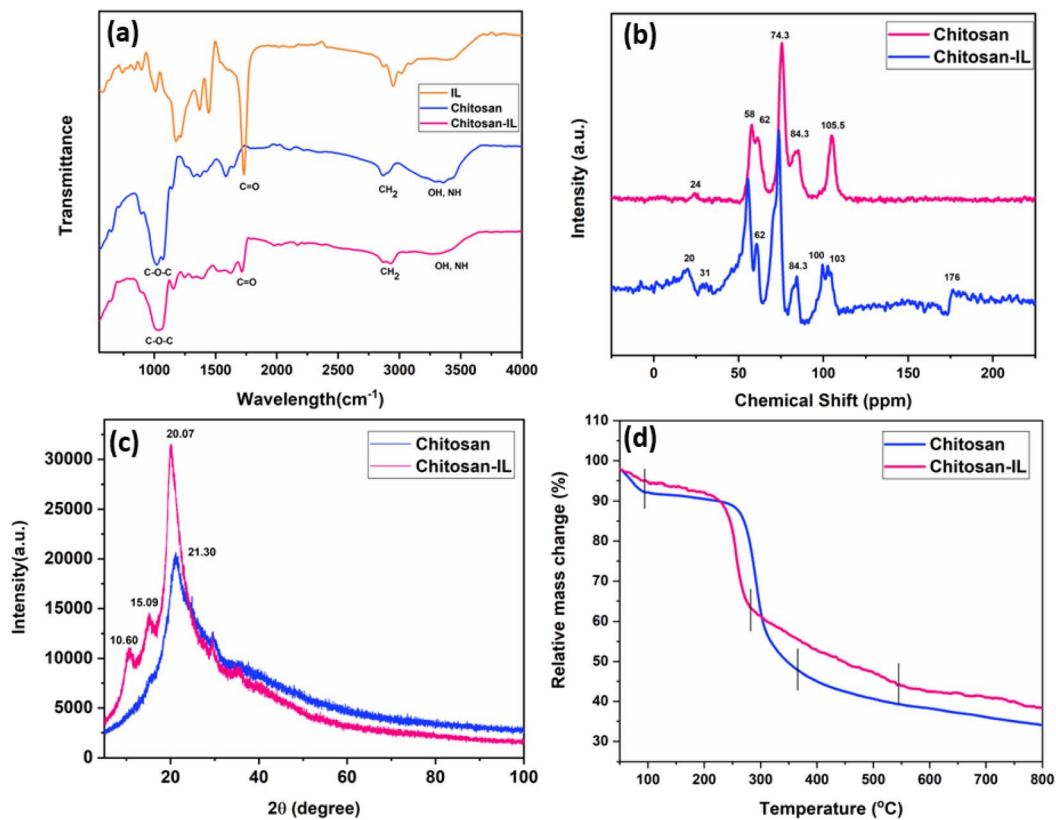 (a)
IL
Chitosan
Chitosan-IL
C=O
CH2
OH, NH
C-O-C
C=O
CH2
OH, NH
C-O-C
Transmittance
1000 1500 2000 2500 3000 3500 4000
Wavelength(cm-1)
(b)
Chitosan
Chitosan-IL
74.3
58 62
84.3
105.5
24
20
31
62
84.3
100 103
176
Intensity (a.u.)
0 50 100 150 200
Chemical Shift (ppm)
(c)
Chitosan
Chitosan-IL
20.07
21.30
15.09
10.60
30000
25000
20000
15000
10000
5000
0
Intensity(a.u.)
20 40 60 80 100
2θ (degree)
(d)
Chitosan
Chitosan-IL
110
100
90
80
70
60
50
40
30
Relative mass change (%)
100 200 300 400 500 600 700 800
Temperature (oC)